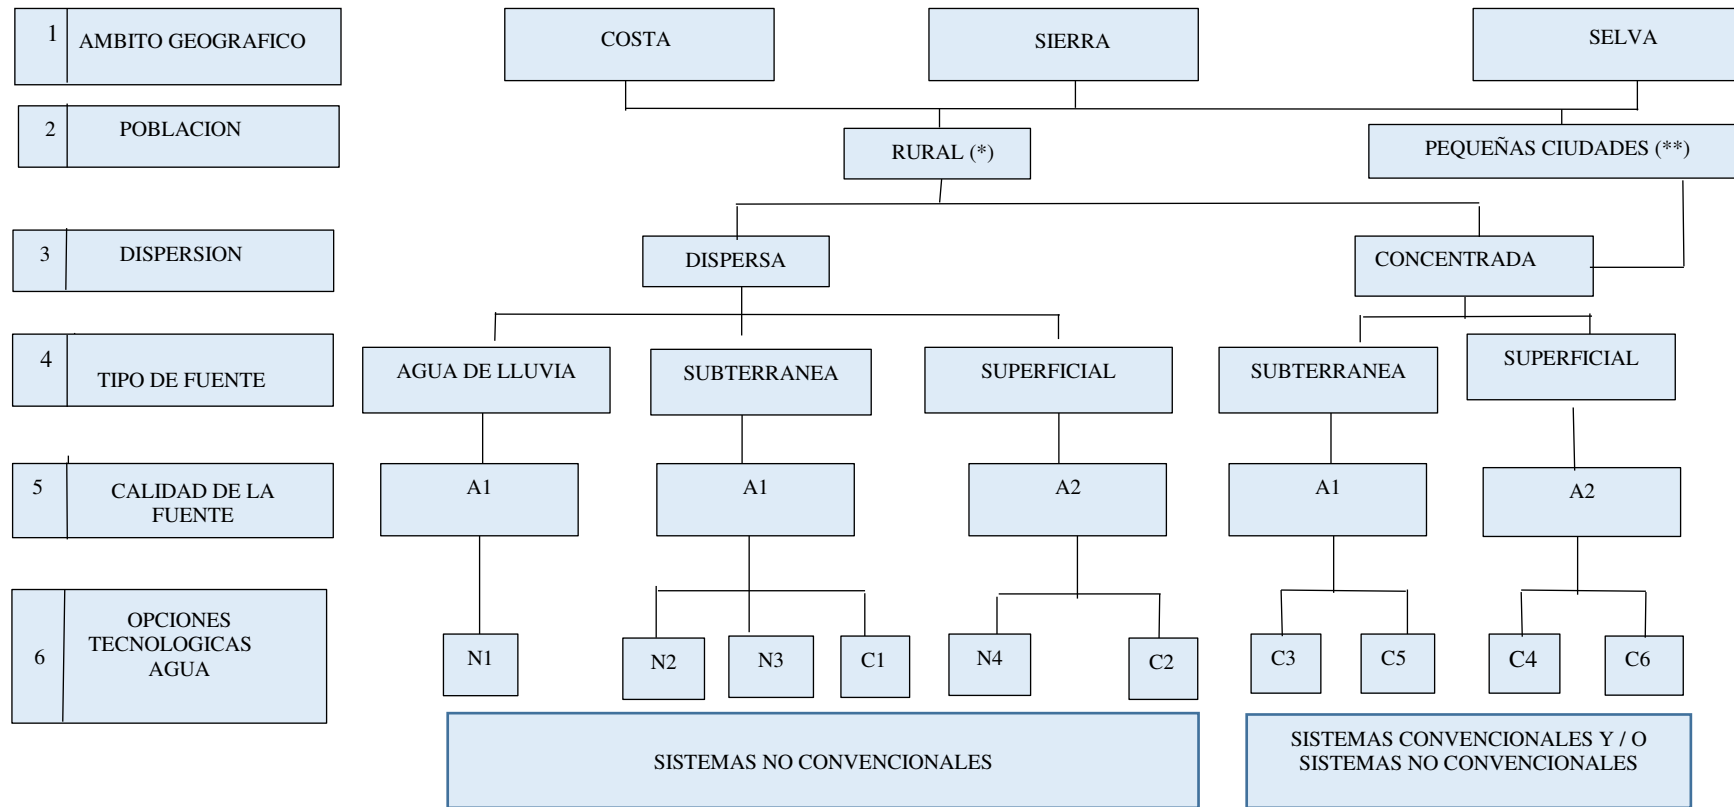 1
AMBITO GEOGRAFICO
COSTA
SIERRA
SELVA
2
POBLACION
RURAL (*)
PEQUEÑAS CIUDADES (**)
3
DISPERSION
DISPERSA
CONCENTRADA
4
TIPO DE FUENTE
AGUA DE LLUVIA
SUBTERRANEA
SUPERFICIAL
SUBTERRANEA
SUPERFICIAL
5
CALIDAD DE LA
FUENTE
A1
A1
A2
A1
A2
6
OPCIONES
TECNOLOGICAS
AGUA
N1
N2
N3
C1
N4
C2
C3
C5
C4
C6
SISTEMAS NO CONVENCIONALES
SISTEMAS CONVENCIONALES Y / O
SISTEMAS NO CONVENCIONALES